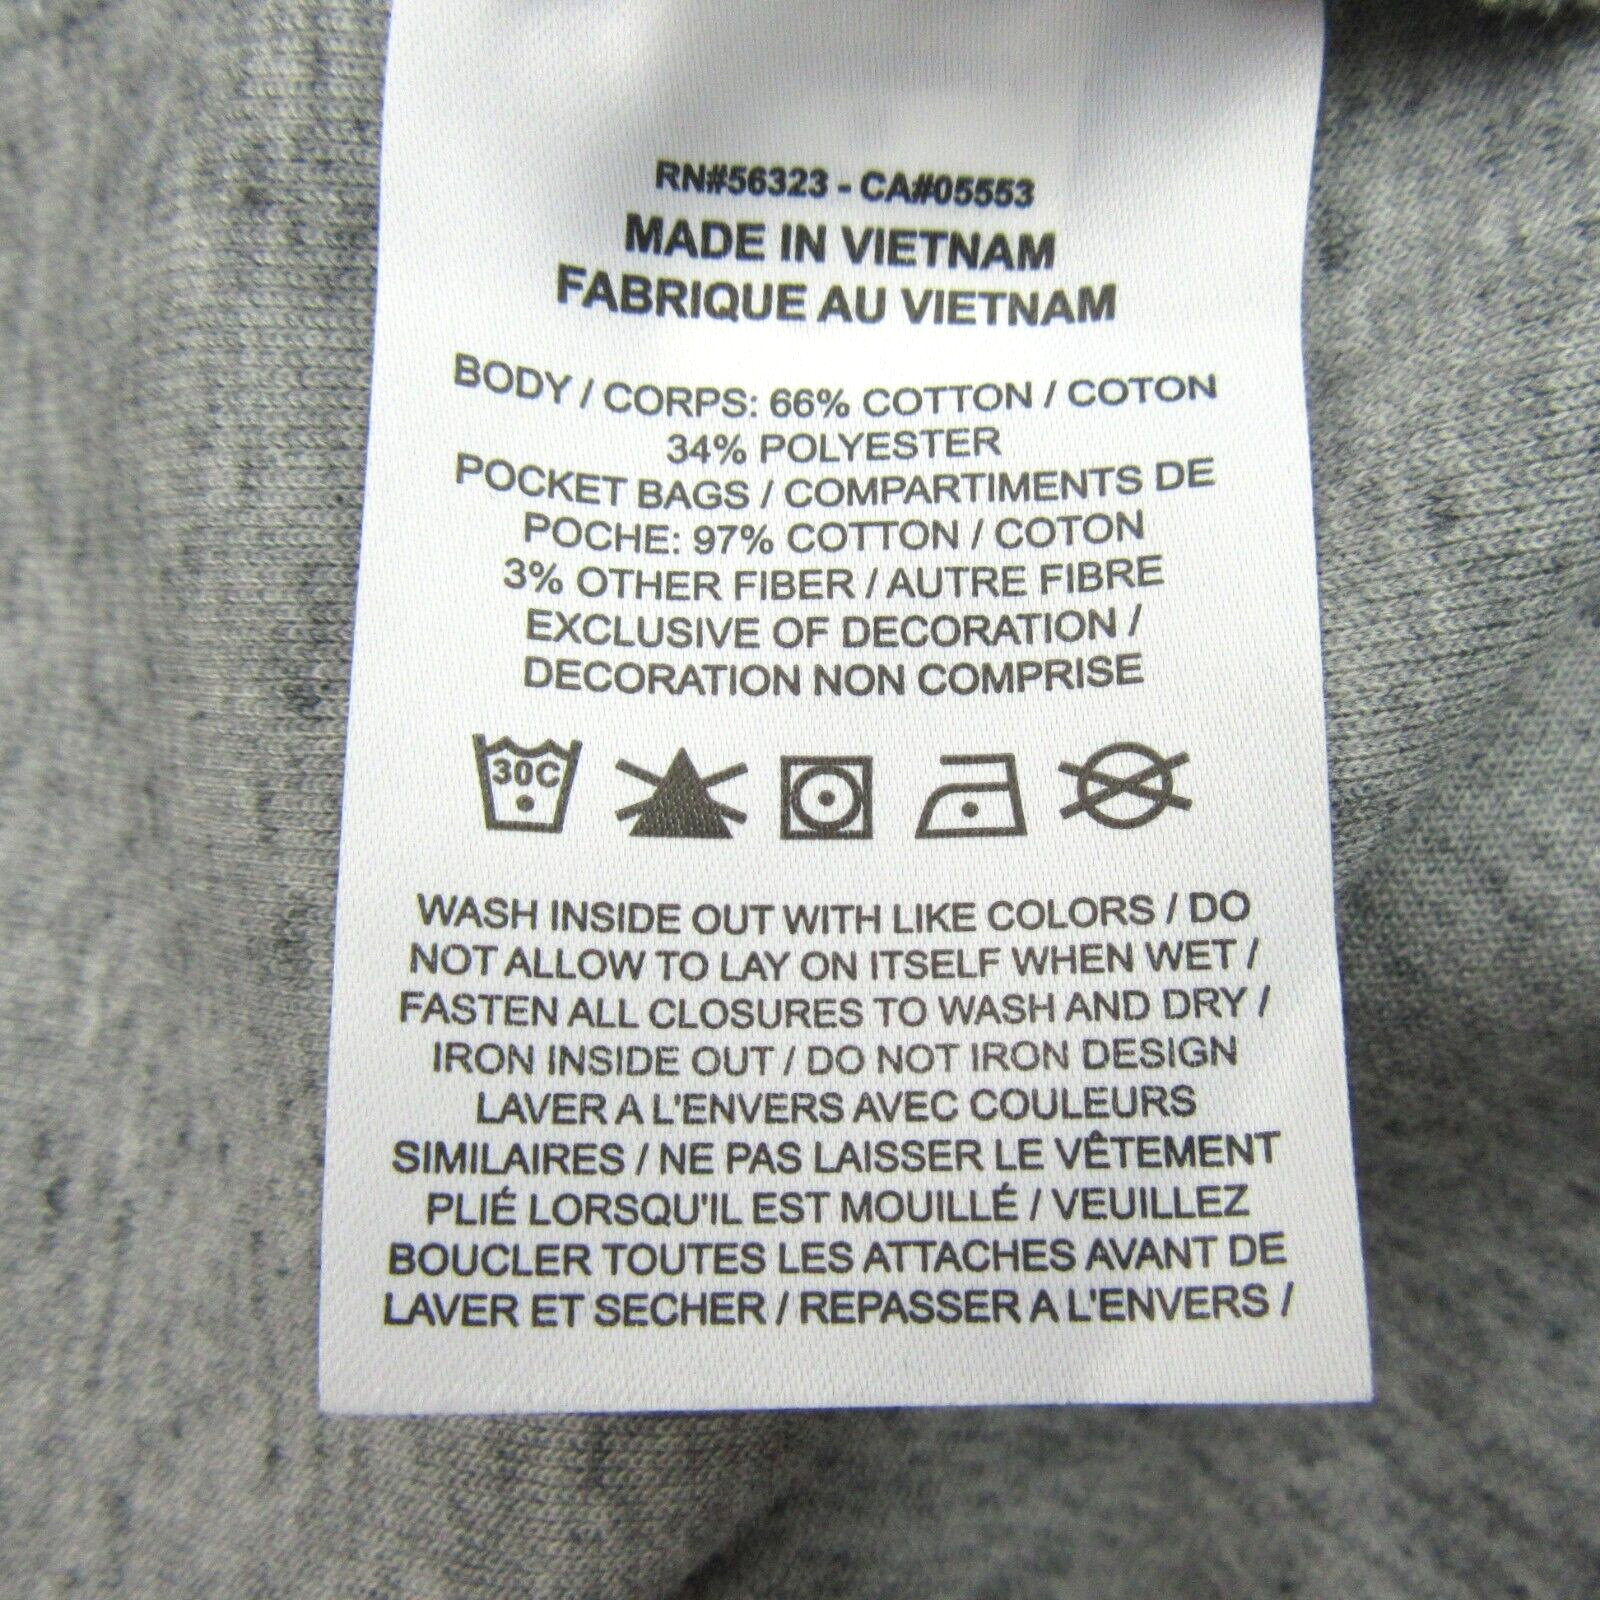 RN#56323 - CA#05553
MADE IN VIETNAM
FABRIQUE AU VIETNAM
BODY / CORPS: 66% COTTON / COTON
34% POLYESTER
POCKET BAGS / COMPARTIMENTS DE
POCHE: 97% COTTON / COTON
3% OTHER FIBER / AUTRE FIBRE
EXCLUSIVE OF DECORATION /
DECORATION NON COMPRISE
30C
WASH INSIDE OUT WITH LIKE COLORS / DO
NOT ALLOW TO LAY ON ITSELF WHEN WET /
FASTEN ALL CLOSURES TO WASH AND DRY /
IRON INSIDE OUT / DO NOT IRON DESIGN
LAVER A L'ENVERS AVEC COULEURS
SIMILAIRES / NE PAS LAISSER LE VÊTEMENT
PLIÉ LORSQU'IL EST MOUILLÉ / VEUILLEZ
BOUCLER TOUTES LES ATTACHES AVANT DE
LAVER ET SECHER / REPASSER A L'ENVERS /